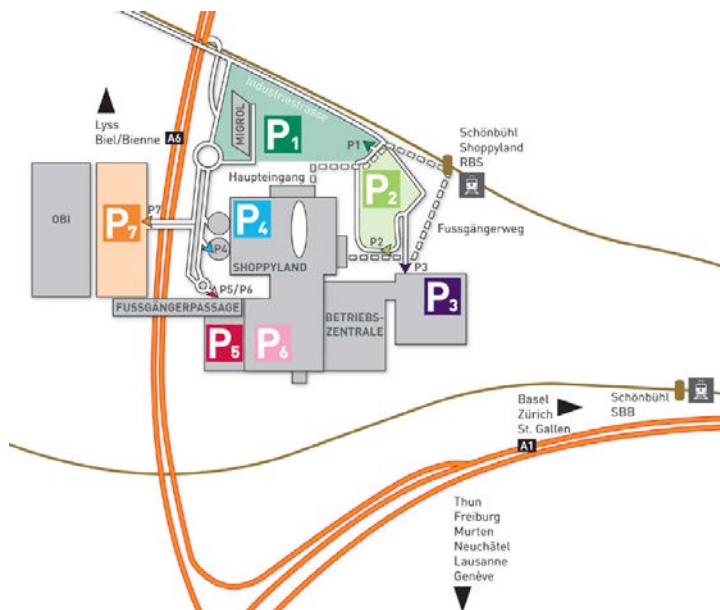 Lyss
Biel/Bienne A6
Industriestrasse
MIGROL
P1
P1
Schönbühl
Shoppyland
RBS
Haupteingang
P2
Fussgängerweg
OBI
P7
P7
P4
P4
SHOPPYLAND
P2
P3
P5/P6
P3
FUSSGÄNGERPASSAGE
BETRIEBS-
ZENTRALE
P5
P6
Basel
Zürich
St. Gallen
A1
Schönbühl
SBB
Thun
Freiburg
Murten
Neuchâtel
Lausanne
Genève